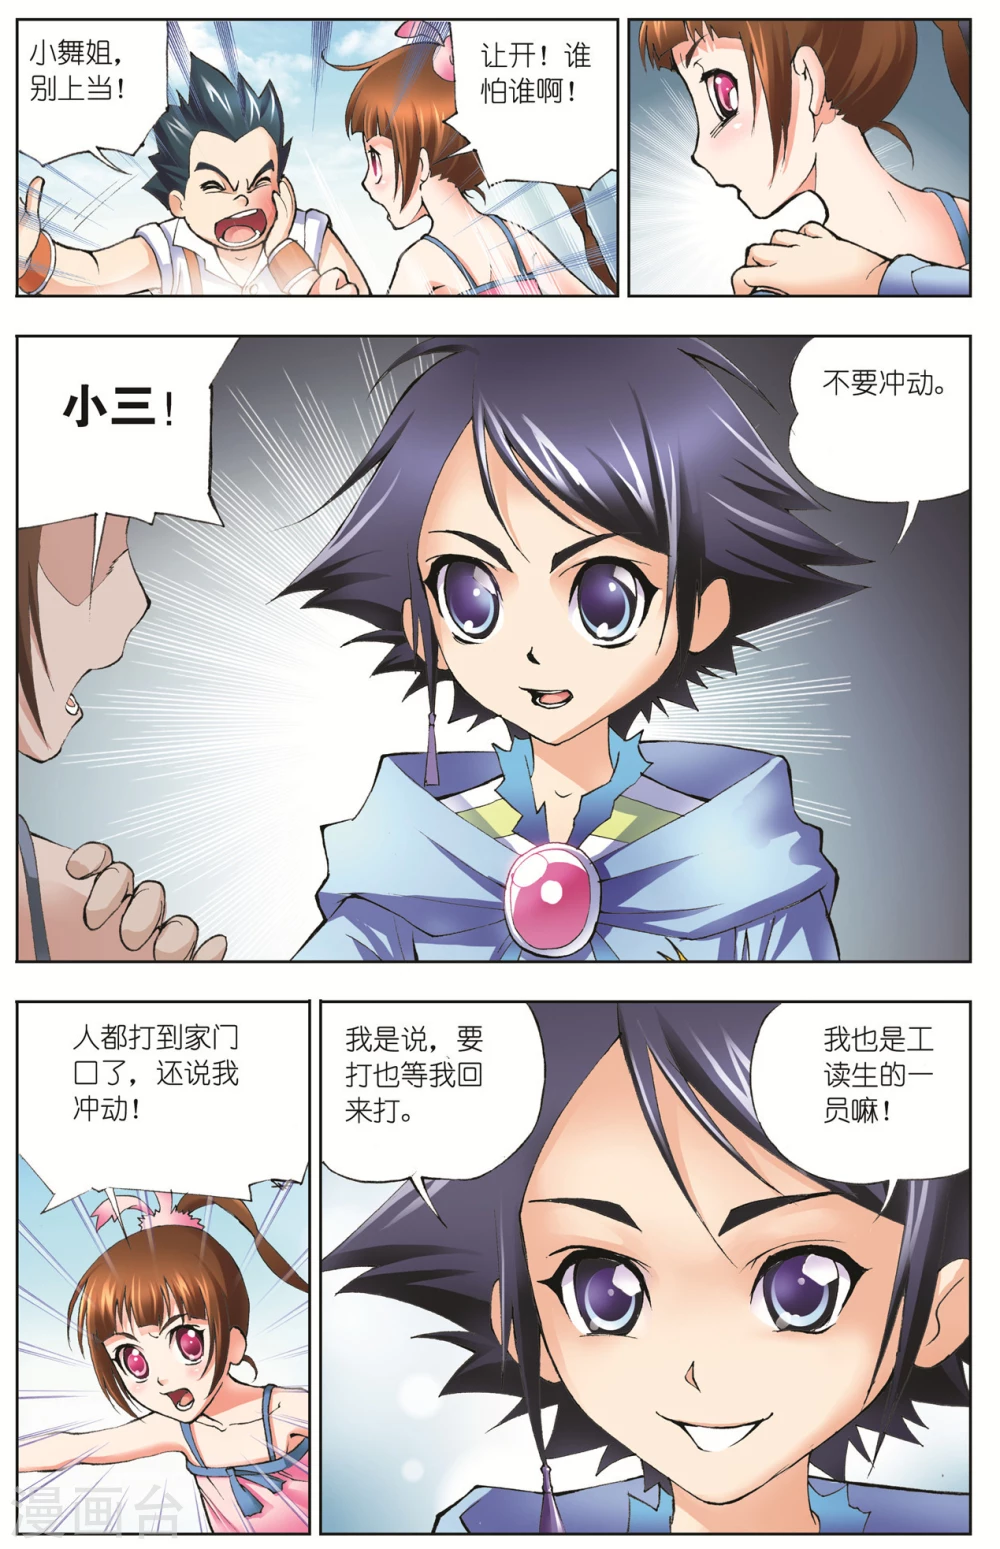 小舞姐，
别上当！
让开！谁
怕谁啊！
小三！
不要冲动。
人都打到家门
口了，还说我
冲动！
我是说，要
打也等我回
来打。
我也是工
读生的一
员嘛！
漫画台